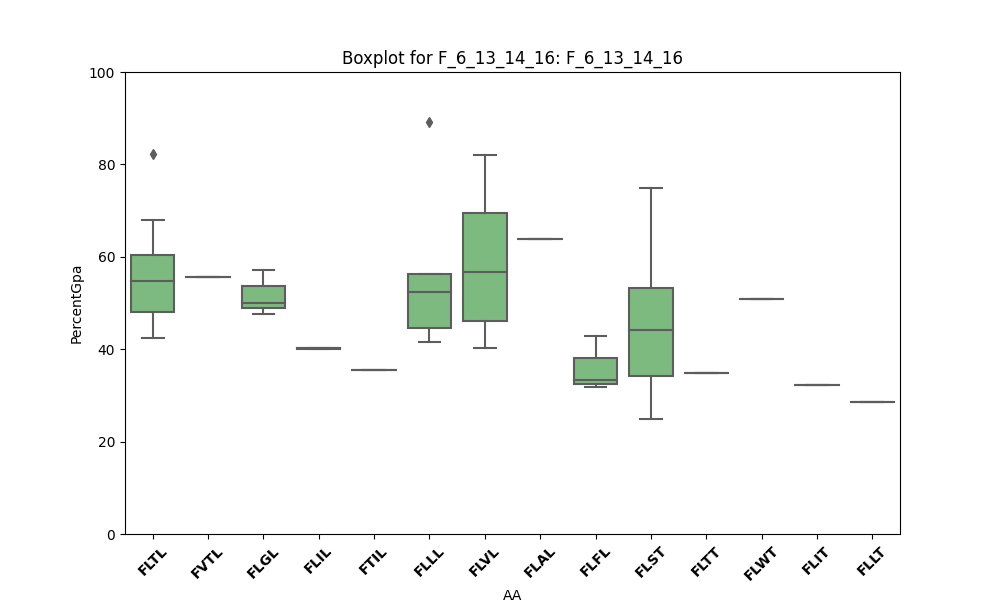 Boxplot for F_6_13_14_16: F_6_13_14_16
100
80
60
40
20
0
PercentGpa
FLTL FVTL FLGL FLIL FTIL FLLL FLVL FLAL FLFL FLST FLTT FLWT FLIT FLLT
AA